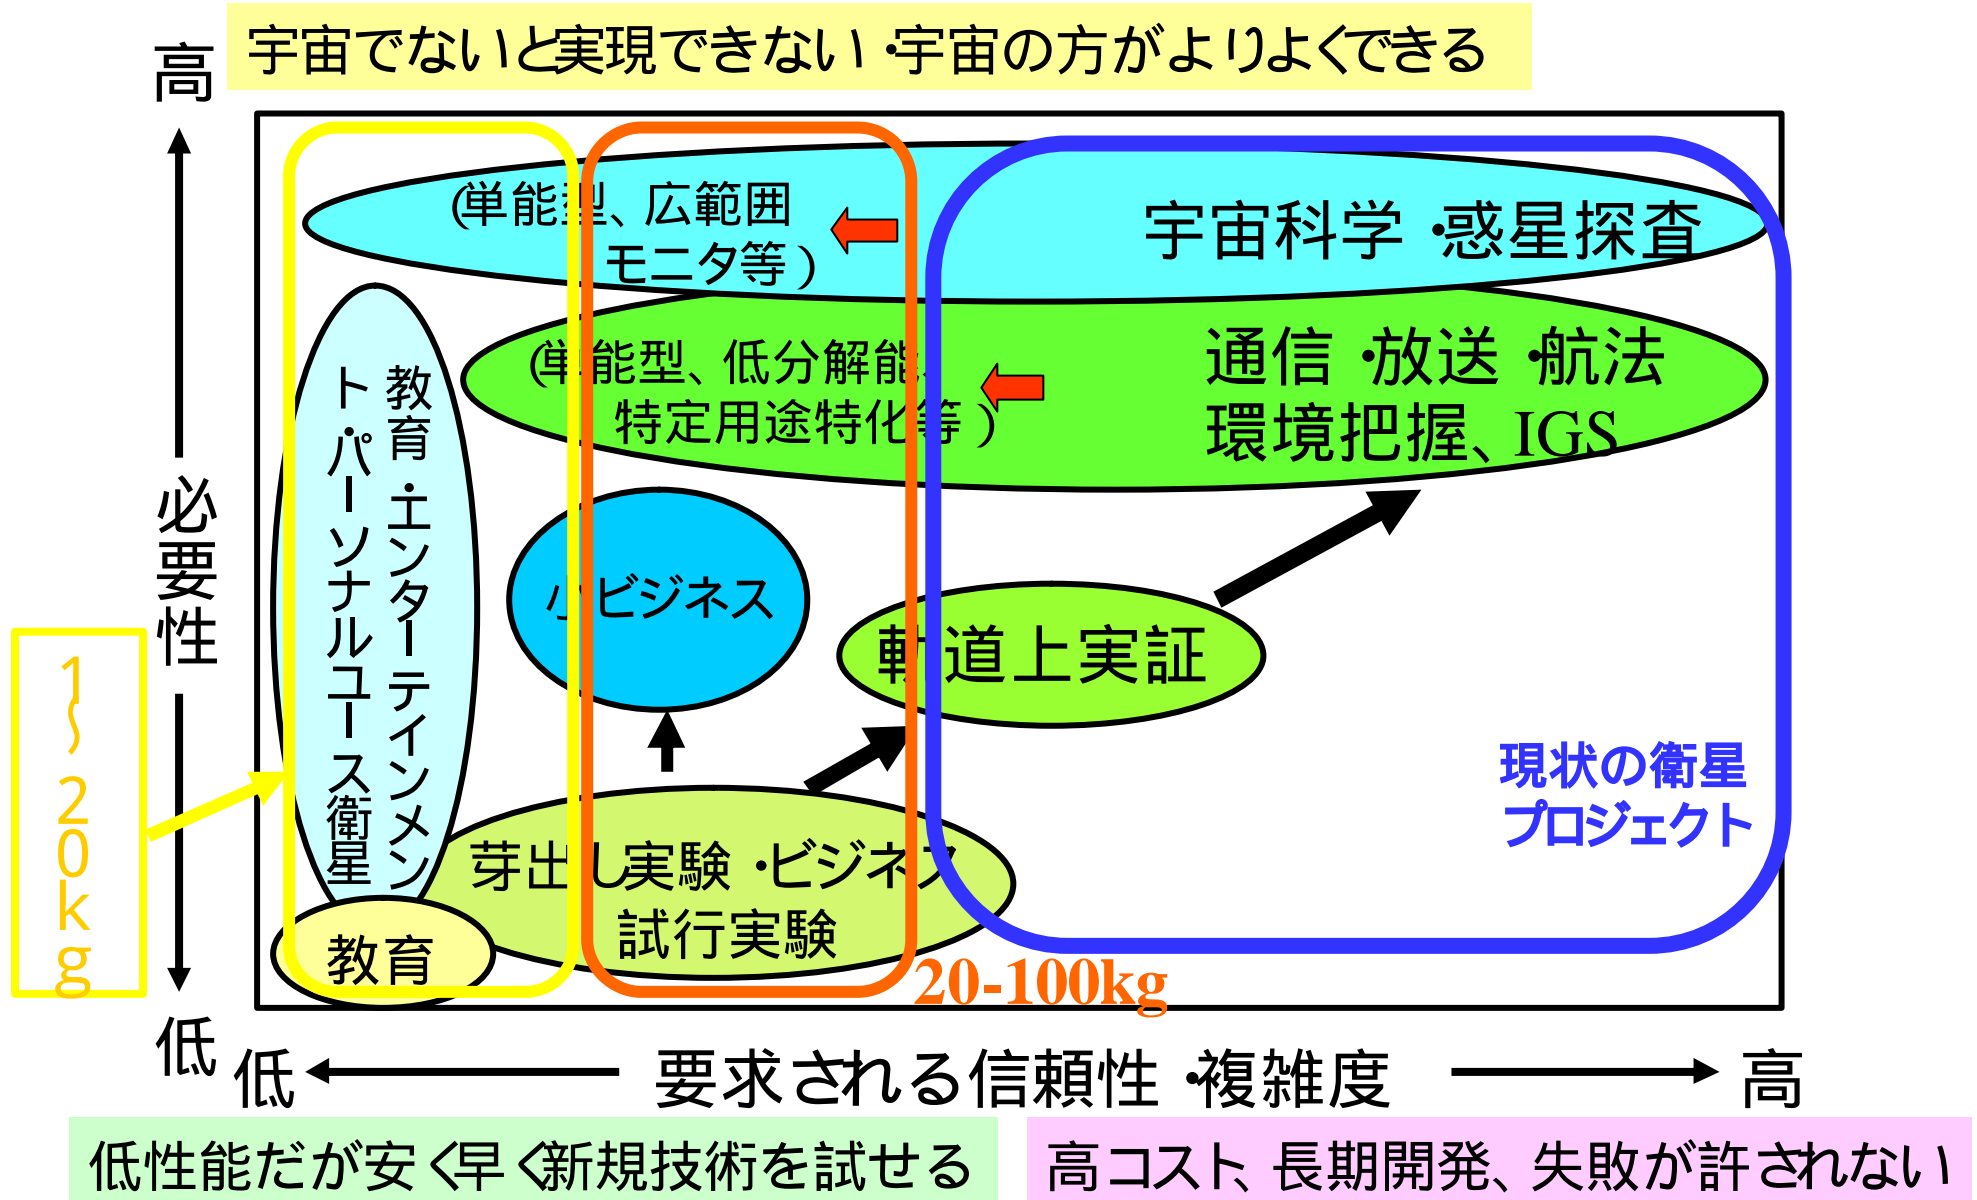 高
宇宙でないと実現できない・宇宙の方がよりよくできる
(単能型、広範囲
モニタ等)
宇宙科学・惑星探査
(単能型、低分解能、
特定用途特化等)
通信・放送・航法
環境把握、IGS
教育・エンターテインメン
ト・パーソナルユース衛星
必要性
小ビジネス
軌道上実証
1~20kg
現状の衛星
プロジェクト
芽出し実験・ビジネス
試行実験
教育
20-100kg
低
低
要求される信頼性・複雑度
高
低性能だが安く早く新規技術を試せる
高コスト、長期開発、失敗が許されない